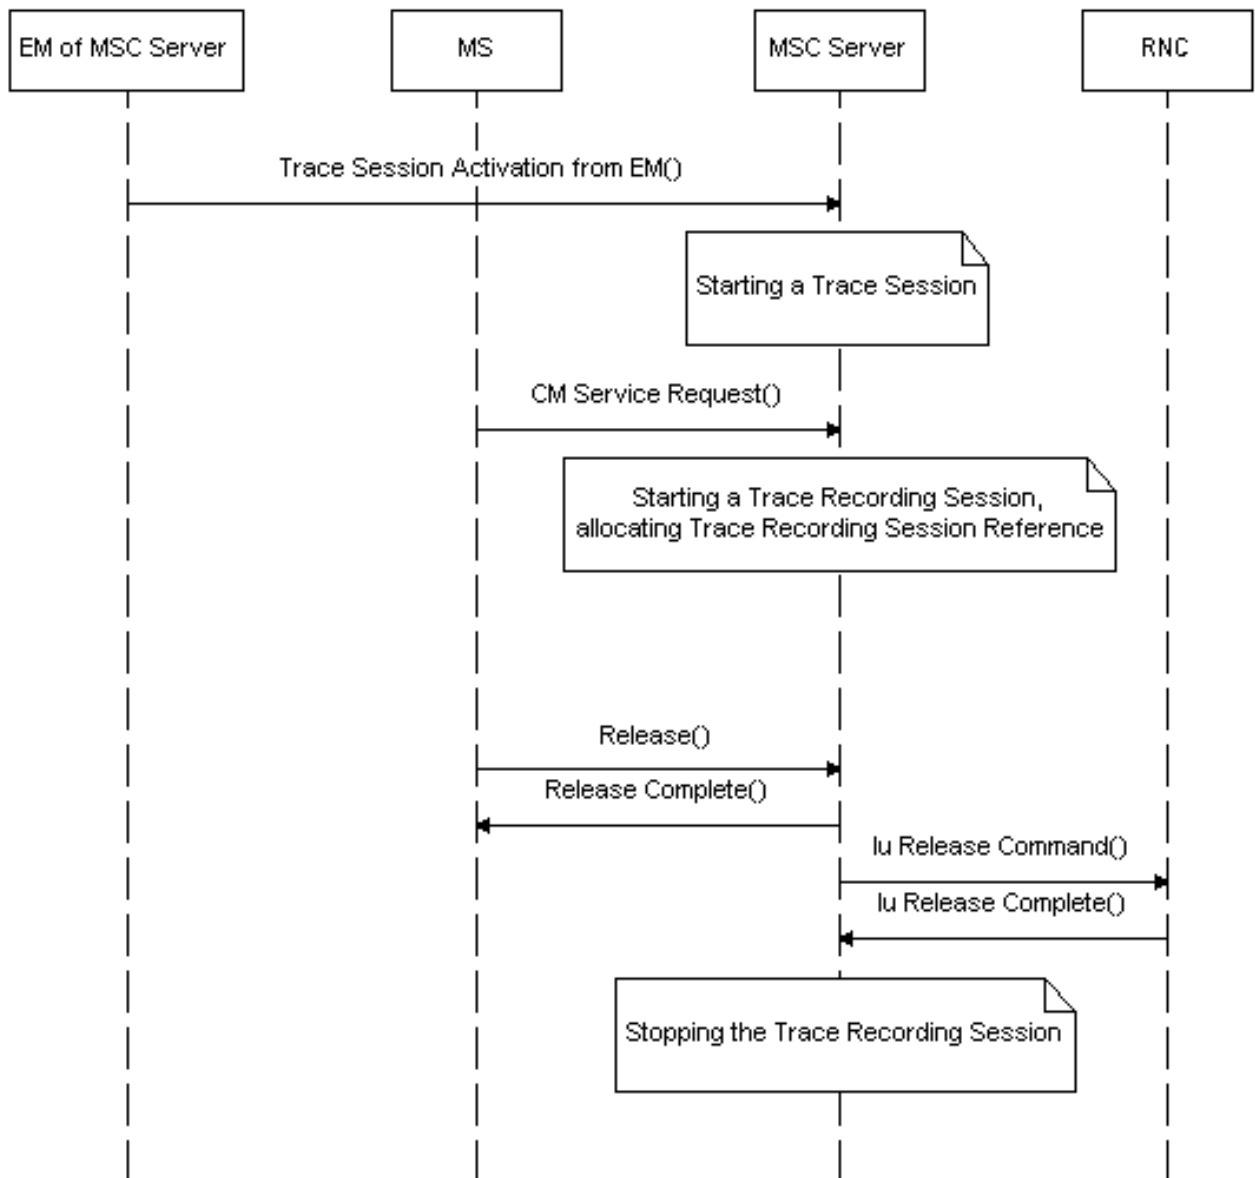 EM of MSC Server
MS
MSC Server
RNC
Trace Session Activation from EM()
Starting a Trace Session
CM Service Request()
Starting a Trace Recording Session,
allocating Trace Recording Session Reference
Release()
Release Complete()
Iu Release Command()
Iu Release Complete()
Stopping the Trace Recording Session